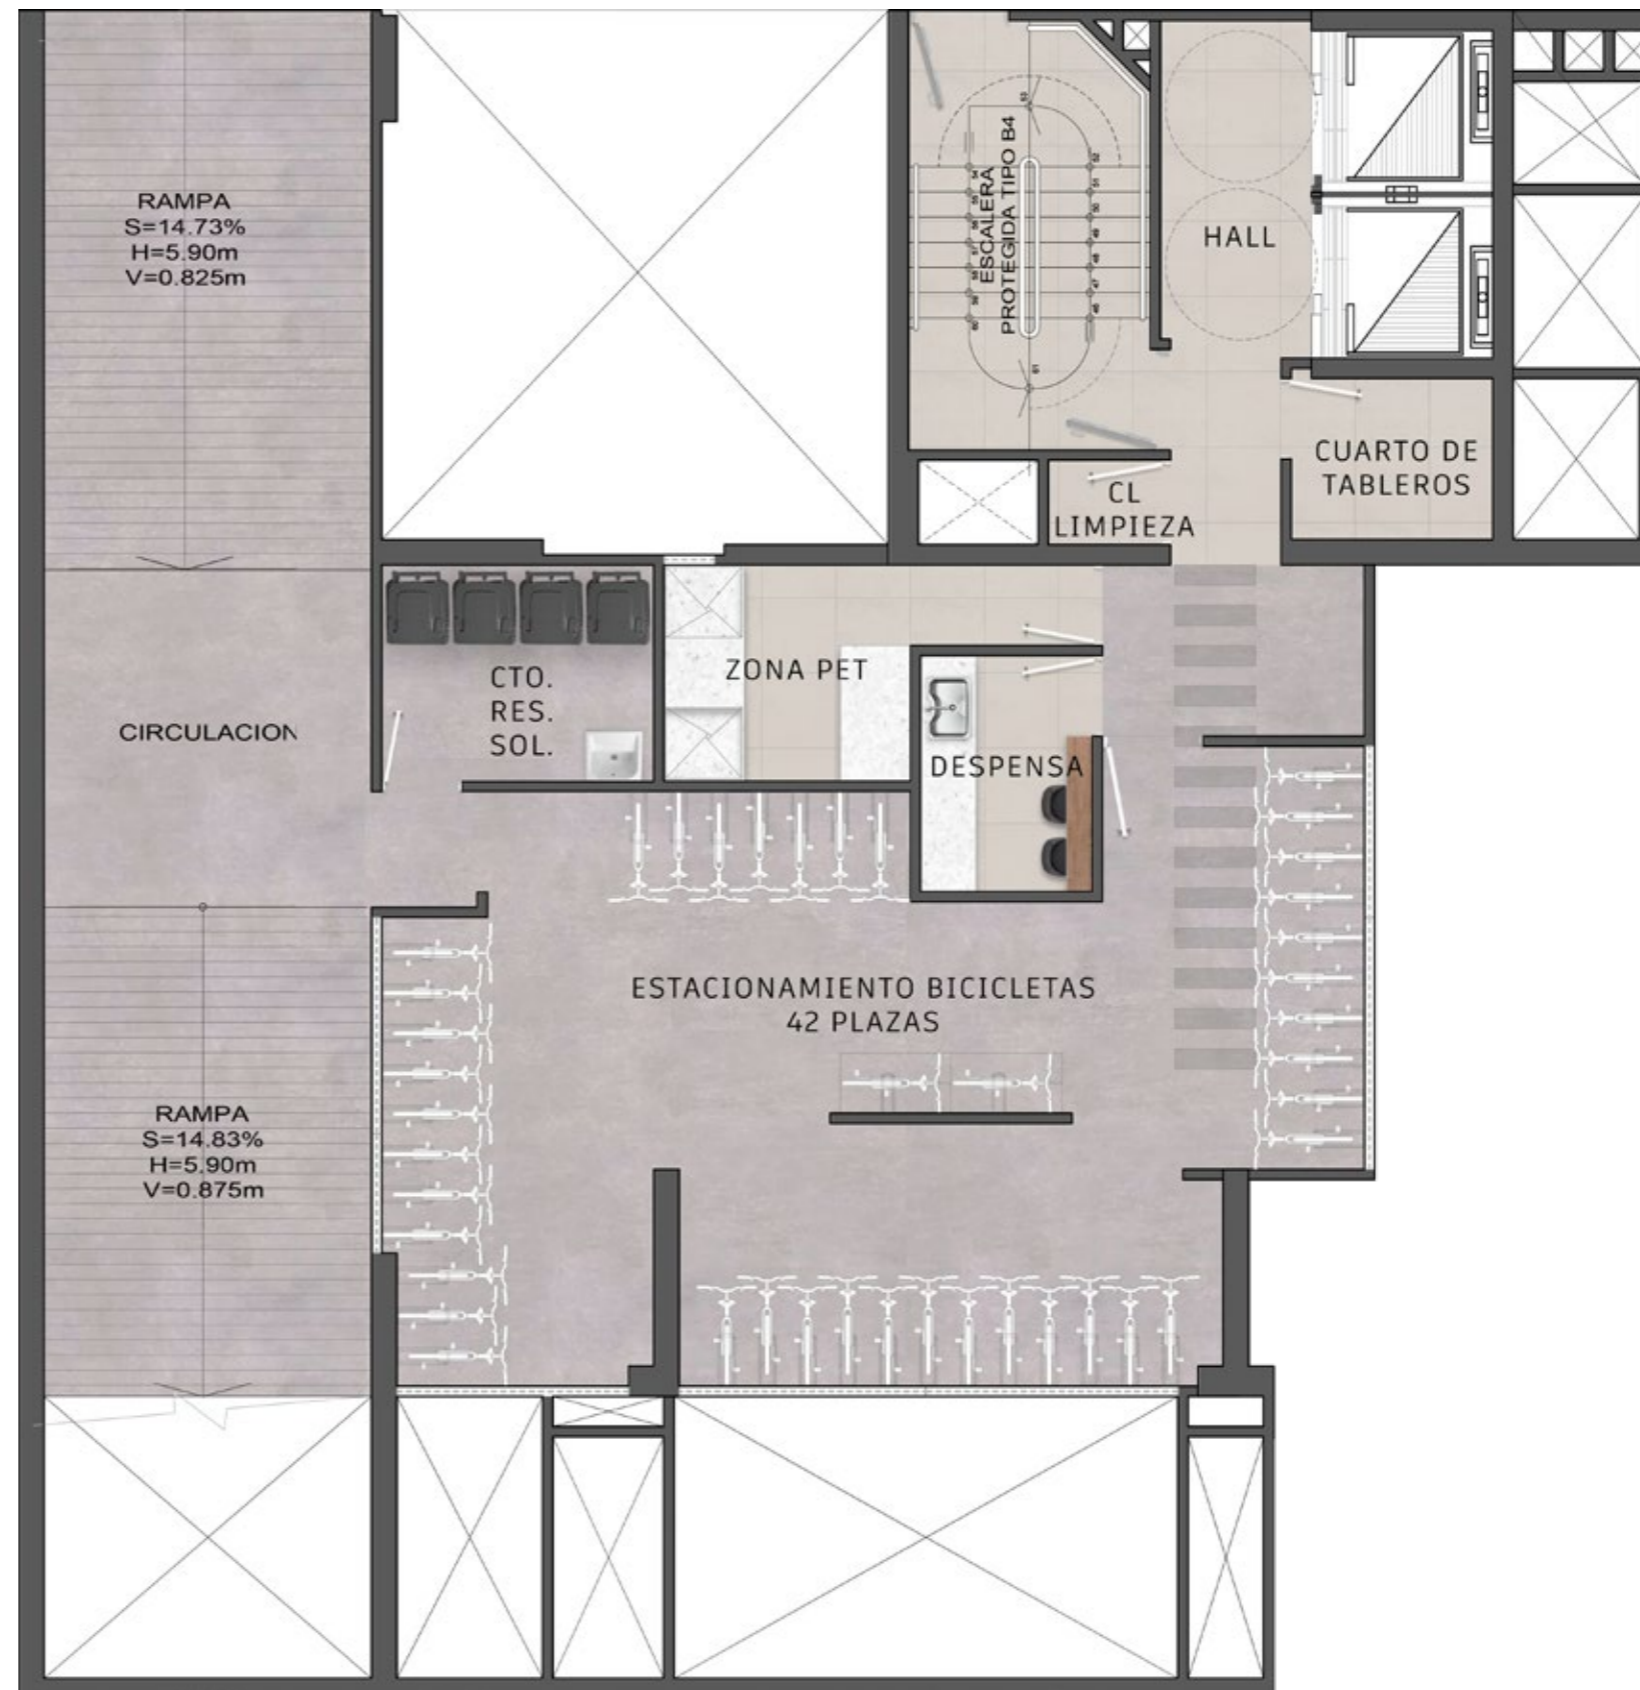 RAMPA
S=14.73%
H=5.90m
V=0.825m
ESCALERA
PROTEGIDA TIPO B4
HALL
CUARTO DE
TABLEROS
CL
LIMPIEZA
CTO.
RES.
SOL.
ZONA PET
CIRCULACION
DESPENSA
ESTACIONAMIENTO BICICLETAS
42 PLAZAS
RAMPA
S=14.83%
H=5.90m
V=0.875m